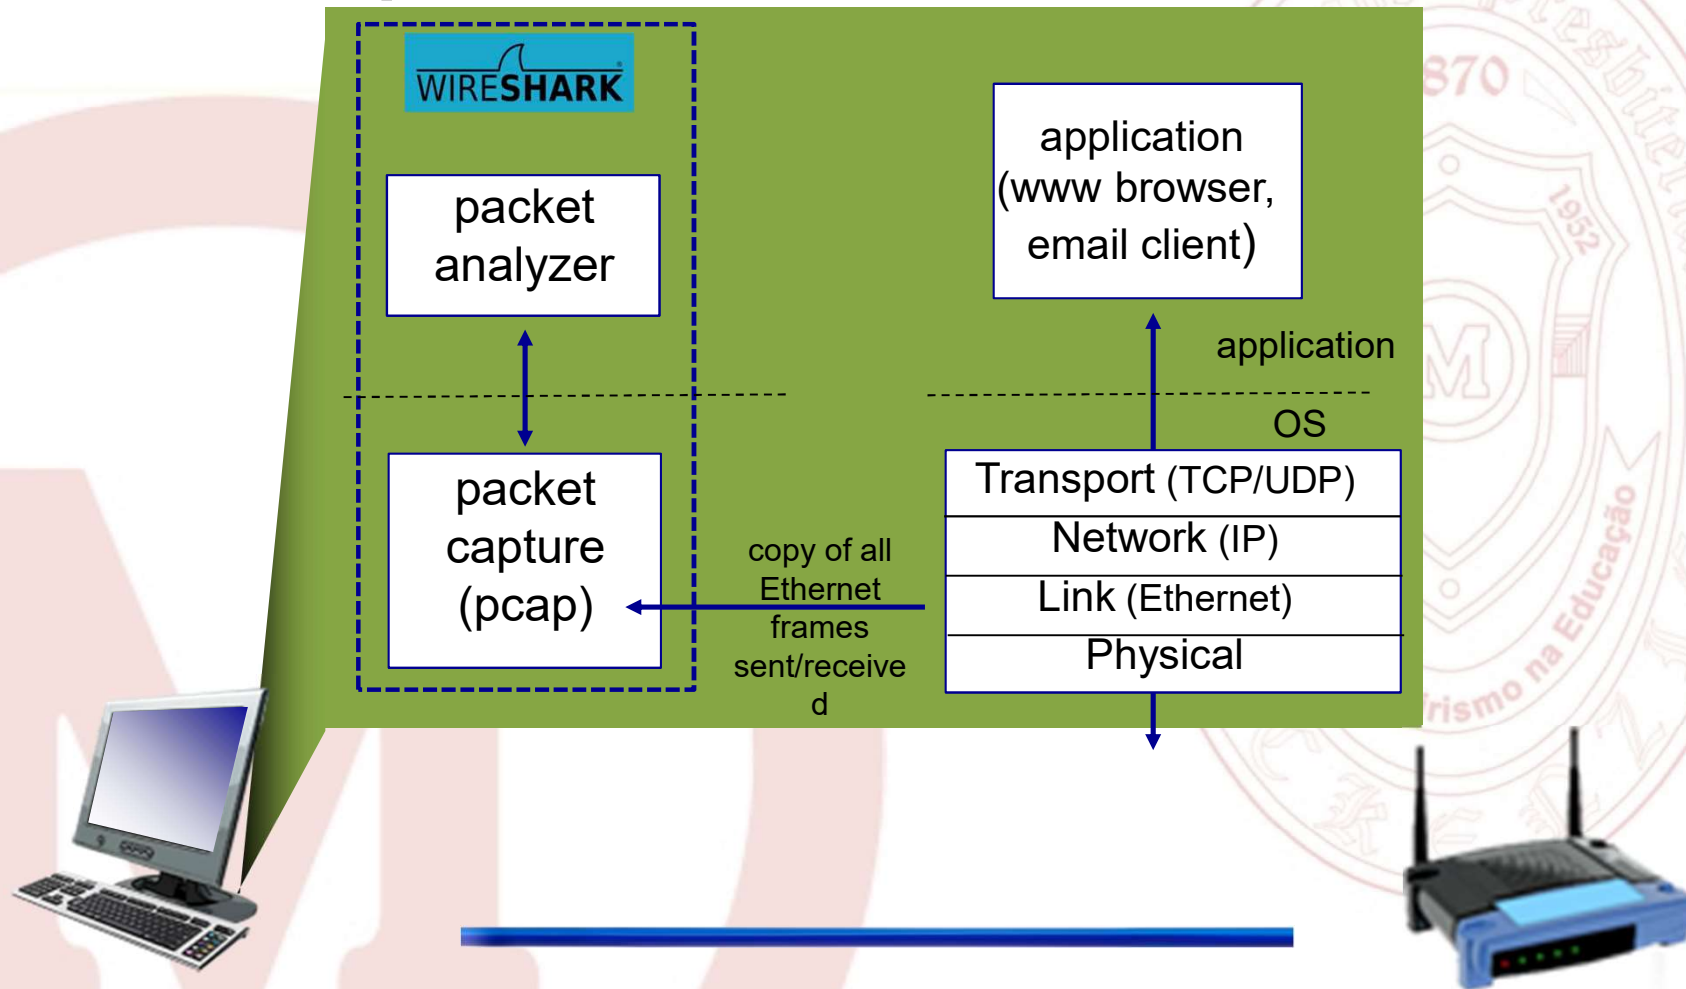 WIRESHARK
packet
analyzer
packet
capture
(pcap)
copy of all
Ethernet
frames
sent/receive
d
application
(www browser,
email client)
application
OS
Transport (TCP/UDP)
Network (IP)
Link (Ethernet)
Physical
870
1952
M
irismo na Educação